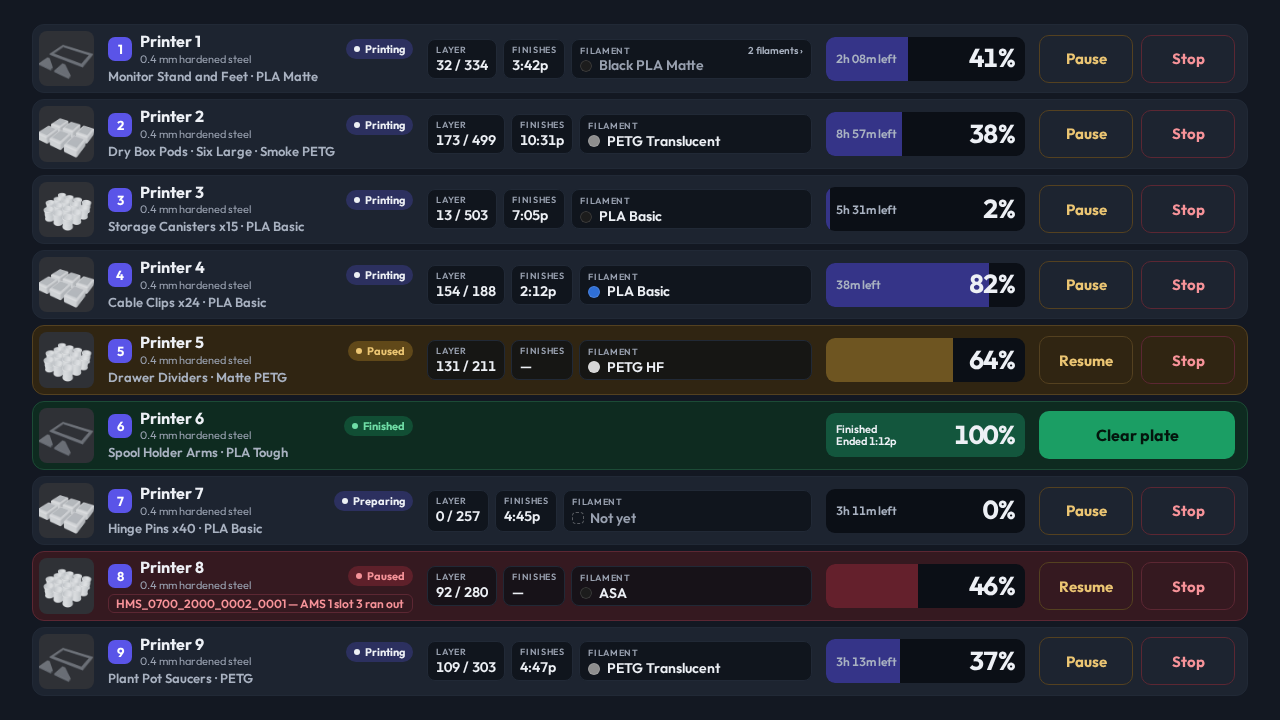 1
Printer 1
0.4 mm hardened steel
Monitor Stand and Feet · PLA Matte
Printing
LAYER
32 / 334
FINISHES
3:42p
FILAMENT
2 filaments ›
Black PLA Matte
2h 08m left
41%
Pause
Stop
2
Printer 2
0.4 mm hardened steel
Dry Box Pods · Six Large · Smoke PETG
Printing
LAYER
173 / 499
FINISHES
10:31p
FILAMENT
PETG Translucent
8h 57m left
38%
Pause
Stop
3
Printer 3
0.4 mm hardened steel
Storage Canisters x15 · PLA Basic
Printing
LAYER
13 / 503
FINISHES
7:05p
FILAMENT
PLA Basic
5h 31m left
2%
Pause
Stop
4
Printer 4
0.4 mm hardened steel
Cable Clips x24 · PLA Basic
Printing
LAYER
154 / 188
FINISHES
2:12p
FILAMENT
PLA Basic
38m left
82%
Pause
Stop
5
Printer 5
0.4 mm hardened steel
Drawer Dividers · Matte PETG
Paused
LAYER
131 / 211
FINISHES
—
FILAMENT
PETG HF
64%
Resume
Stop
6
Printer 6
0.4 mm hardened steel
Spool Holder Arms · PLA Tough
Finished
Finished
Ended 1:12p
100%
Clear plate
7
Printer 7
0.4 mm hardened steel
Hinge Pins x40 · PLA Basic
Preparing
LAYER
0 / 257
FINISHES
4:45p
FILAMENT
Not yet
3h 11m left
0%
Pause
Stop
8
Printer 8
0.4 mm hardened steel
HMS_0700_2000_0002_0001 — AMS 1 slot 3 ran out
Paused
LAYER
92 / 280
FINISHES
—
FILAMENT
ASA
46%
Resume
Stop
9
Printer 9
0.4 mm hardened steel
Plant Pot Saucers · PETG
Printing
LAYER
109 / 303
FINISHES
4:47p
FILAMENT
PETG Translucent
3h 13m left
37%
Pause
Stop